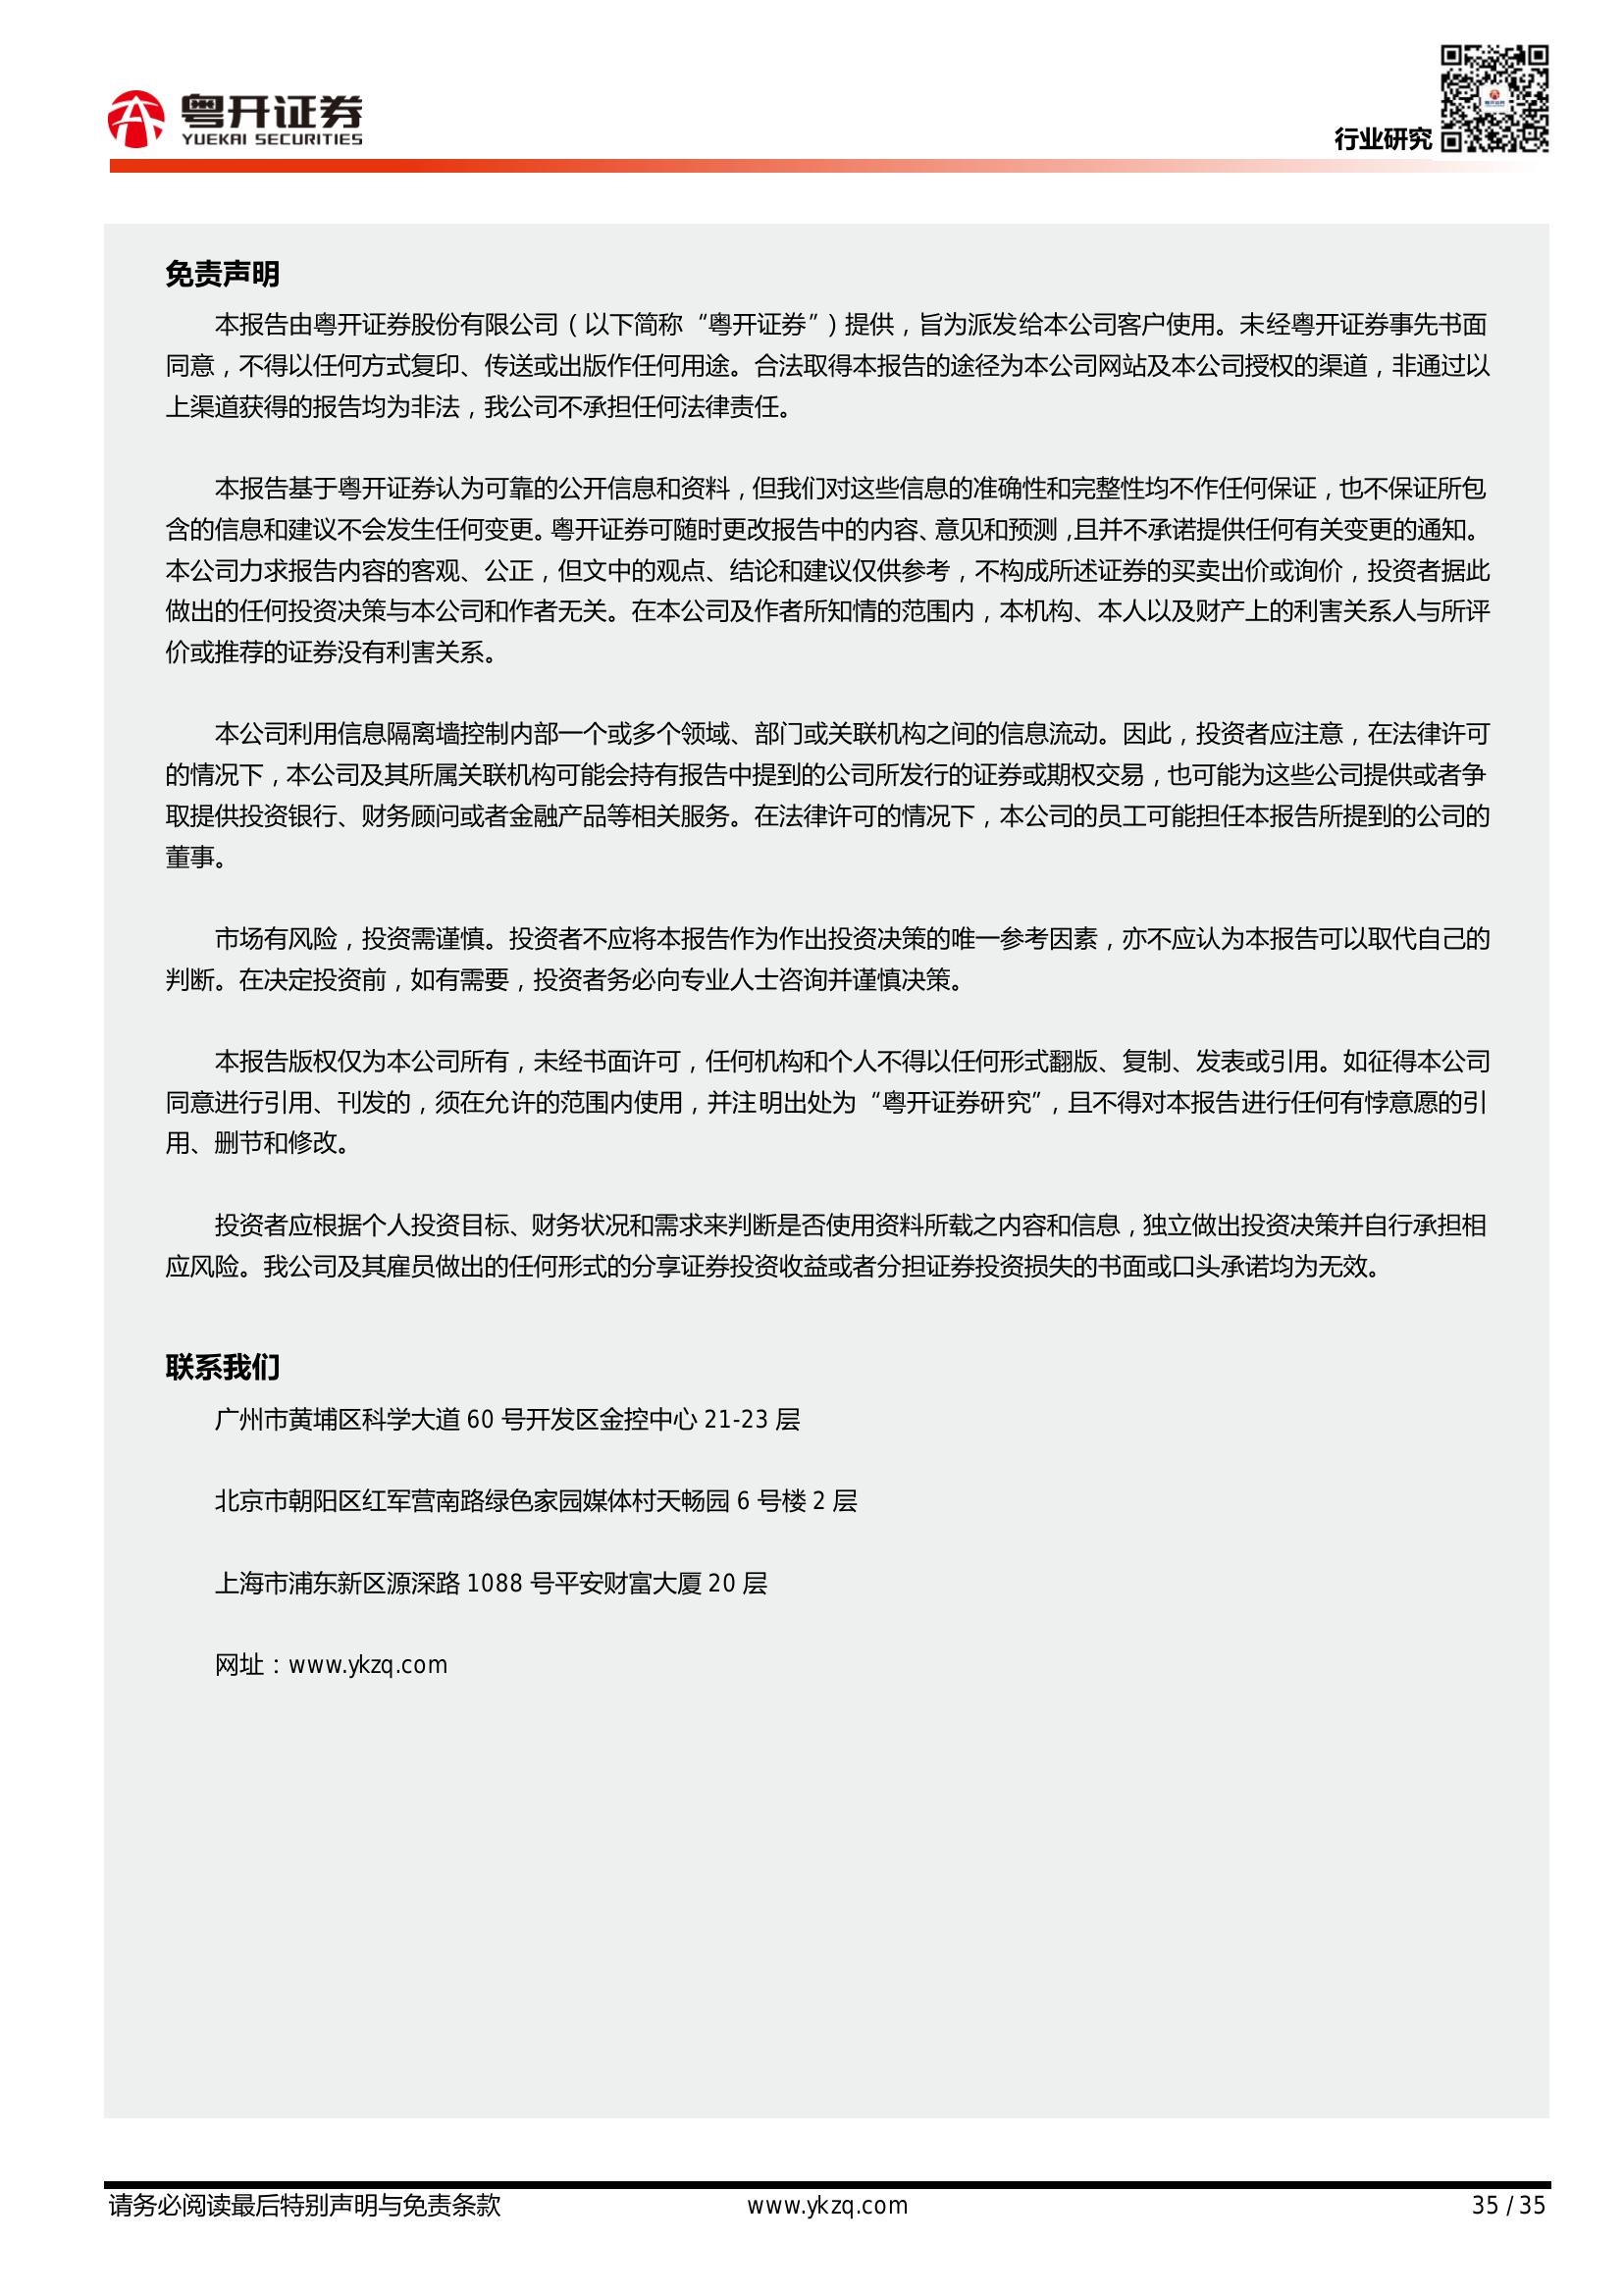 粤开证券
YUEKAI SECURITIES
行业研究
免责声明
本报告由粤开证券股份有限公司（以下简称“粤开证券”）提供，旨为派发给本公司客户使用。未经粤开证券事先书面
同意，不得以任何方式复印、传送或出版作任何用途。合法取得本报告的途径为本公司网站及本公司授权的渠道，非通过以
上渠道获得的报告均为非法，我公司不承担任何法律责任。
本报告基于粤开证券认为可靠的公开信息和资料，但我们对这些信息的准确性和完整性均不作任何保证，也不保证所包
含的信息和建议不会发生任何变更。粤开证券可随时更改报告中的内容、意见和预测，且并不承诺提供任何有关变更的通知。
本公司力求报告内容的客观、公正，但文中的观点、结论和建议仅供参考，不构成所述证券的买卖出价或询价，投资者据此
做出的任何投资决策与本公司和作者无关。在本公司及作者所知情的范围内，本机构、本人以及财产上的利害关系人与所评
价或推荐的证券没有利害关系。
本公司利用信息隔离墙控制内部一个或多个领域、部门或关联机构之间的信息流动。因此，投资者应注意，在法律许可
的情况下，本公司及其所属关联机构可能会持有报告中提到的公司所发行的证券或期权交易，也可能为这些公司提供或者争
取提供投资银行、财务顾问或者金融产品等相关服务。在法律许可的情况下，本公司的员工可能担任本报告所提到的公司的
董事。
市场有风险，投资需谨慎。投资者不应将本报告作为作出投资决策的唯一参考因素，亦不应认为本报告可以取代自己的
判断。在决定投资前，如有需要，投资者务必向专业人士咨询并谨慎决策。
本报告版权仅为本公司所有，未经书面许可，任何机构和个人不得以任何形式翻版、复制、发表或引用。如征得本公司
同意进行引用、刊发的，须在允许的范围内使用，并注明出处为“粤开证券研究”，且不得对本报告进行任何有悖意愿的引
用、删节和修改。
投资者应根据个人投资目标、财务状况和需求来判断是否使用资料所载之内容和信息，独立做出投资决策并自行承担相
应风险。我公司及其雇员做出的任何形式的分享证券投资收益或者分担证券投资损失的书面或口头承诺均为无效。
联系我们
广州市黄埔区科学大道 60 号开发区金控中心 21-23 层
北京市朝阳区红军营南路绿色家园媒体村天畅园 6 号楼 2 层
上海市浦东新区源深路 1088 号平安财富大厦 20 层
网址：www.ykzq.com
请务必阅读最后特别声明与免责条款 www.ykzq.com 35 / 35